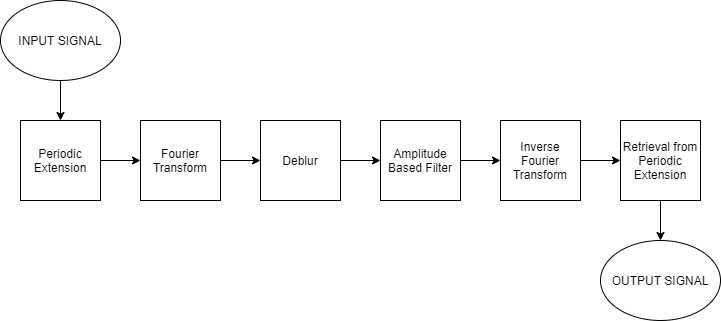 INPUT SIGNAL
Periodic
Extension
Fourier
Transform
Deblur
Amplitude
Based Filter
Inverse
Fourier
Transform
Retrieval from
Periodic
Extension
OUTPUT SIGNAL